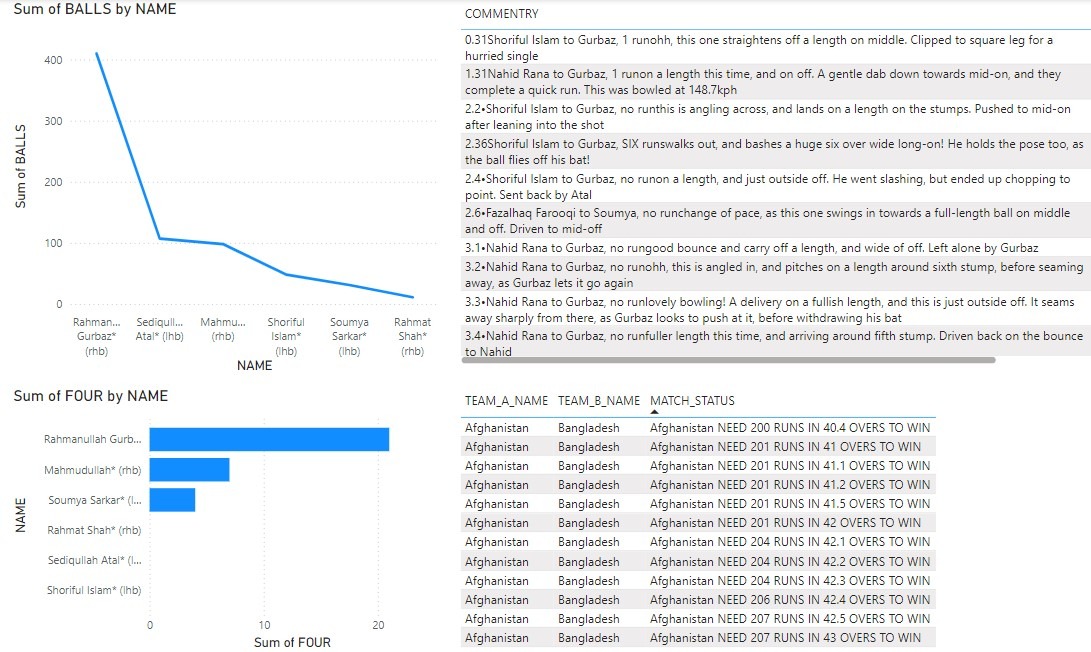 Sum of BALLS by NAME
400
300
200
100
0
Sum of BALLS
Rahman... Sediqull... Mahmu... Shoriful Soumya Rahmat
Gurbaz* Atal* (lhb) (rhb) Islam* Sarkar* Shah*
(rhb) (lhb) (lhb) (rhb)
NAME
COMMENTRY
0.31Shoriful Islam to Gurbaz, 1 runohh, this one straightens off a length on middle. Clipped to square leg for a
hurried single
1.31Nahid Rana to Gurbaz, 1 runon a length this time, and on off. A gentle dab down towards mid-on, and they
complete a quick run. This was bowled at 148.7kph
2.2•Shoriful Islam to Gurbaz, no runthis is angling across, and lands on a length on the stumps. Pushed to mid-on
after leaning into the shot
2.36Shoriful Islam to Gurbaz, SIX runswalks out, and bashes a huge six over wide long-on! He holds the pose too, as
the ball flies off his bat!
2.4•Shoriful Islam to Gurbaz, no runon a length, and just outside off. He went slashing, but ended up chopping to
point. Sent back by Atal
2.6•Fazalhaq Farooqi to Soumya, no runchange of pace, as this one swings in towards a full-length ball on middle
and off. Driven to mid-off
3.1•Nahid Rana to Gurbaz, no rungood bounce and carry off a length, and wide of off. Left alone by Gurbaz
3.2•Nahid Rana to Gurbaz, no runohh, this is angled in, and pitches on a length around sixth stump, before seaming
away, as Gurbaz lets it go again
3.3•Nahid Rana to Gurbaz, no runlovely bowling! A delivery on a fullish length, and this is just outside off. It seams
away sharply from there, as Gurbaz looks to push at it, before withdrawing his bat
3.4•Nahid Rana to Gurbaz, no runfuller length this time, and arriving around fifth stump. Driven back on the bounce
to Nahid
Sum of FOUR by NAME
Rahmanullah Gurb...
Mahmudullah* (rhb)
Soumya Sarkar* (l...
Rahmat Shah* (rhb)
Sediqullah Atal* (l...
Shoriful Islam* (lhb)
NAME
0 10 20
Sum of FOUR
TEAM_A_NAME TEAM_B_NAME MATCH_STATUS
Afghanistan Bangladesh Afghanistan NEED 200 RUNS IN 40.4 OVERS TO WIN
Afghanistan Bangladesh Afghanistan NEED 201 RUNS IN 41 OVERS TO WIN
Afghanistan Bangladesh Afghanistan NEED 201 RUNS IN 41.1 OVERS TO WIN
Afghanistan Bangladesh Afghanistan NEED 201 RUNS IN 41.2 OVERS TO WIN
Afghanistan Bangladesh Afghanistan NEED 201 RUNS IN 41.5 OVERS TO WIN
Afghanistan Bangladesh Afghanistan NEED 201 RUNS IN 42 OVERS TO WIN
Afghanistan Bangladesh Afghanistan NEED 204 RUNS IN 42.1 OVERS TO WIN
Afghanistan Bangladesh Afghanistan NEED 204 RUNS IN 42.2 OVERS TO WIN
Afghanistan Bangladesh Afghanistan NEED 204 RUNS IN 42.3 OVERS TO WIN
Afghanistan Bangladesh Afghanistan NEED 206 RUNS IN 42.4 OVERS TO WIN
Afghanistan Bangladesh Afghanistan NEED 207 RUNS IN 42.5 OVERS TO WIN
Afghanistan Bangladesh Afghanistan NEED 207 RUNS IN 43 OVERS TO WIN